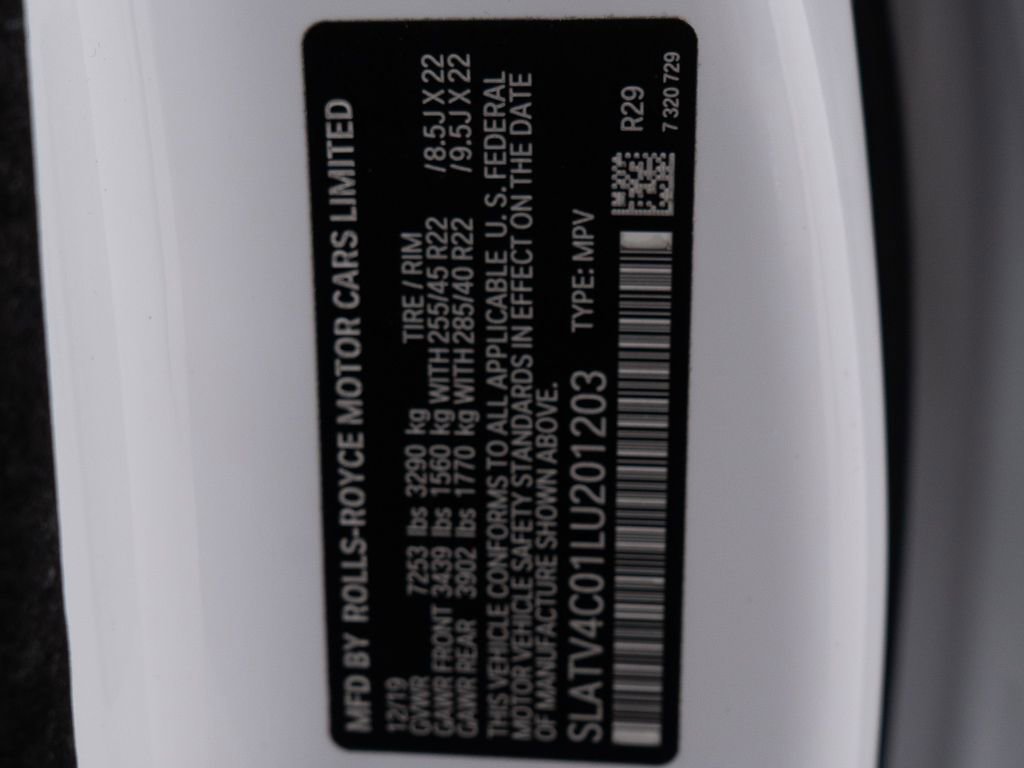 MFD BY ROLLS-ROYCE MOTOR CARS LIMITED
12/19
GVWR 7253 lbs 3290 kg TIRE / RIM
GAWR FRONT 3439 lbs 1560 kg WITH 255/45 R22 /8.5J X 22
GAWR REAR 3902 lbs 1770 kg WITH 285/40 R22 /9.5J X 22
THIS VEHICLE CONFORMS TO ALL APPLICABLE U. S. FEDERAL
MOTOR VEHICLE SAFETY STANDARDS IN EFFECT ON THE DATE
OF MANUFACTURE SHOWN ABOVE.
SLATV4C01LU201203 TYPE: MPV
R29
7 320 729